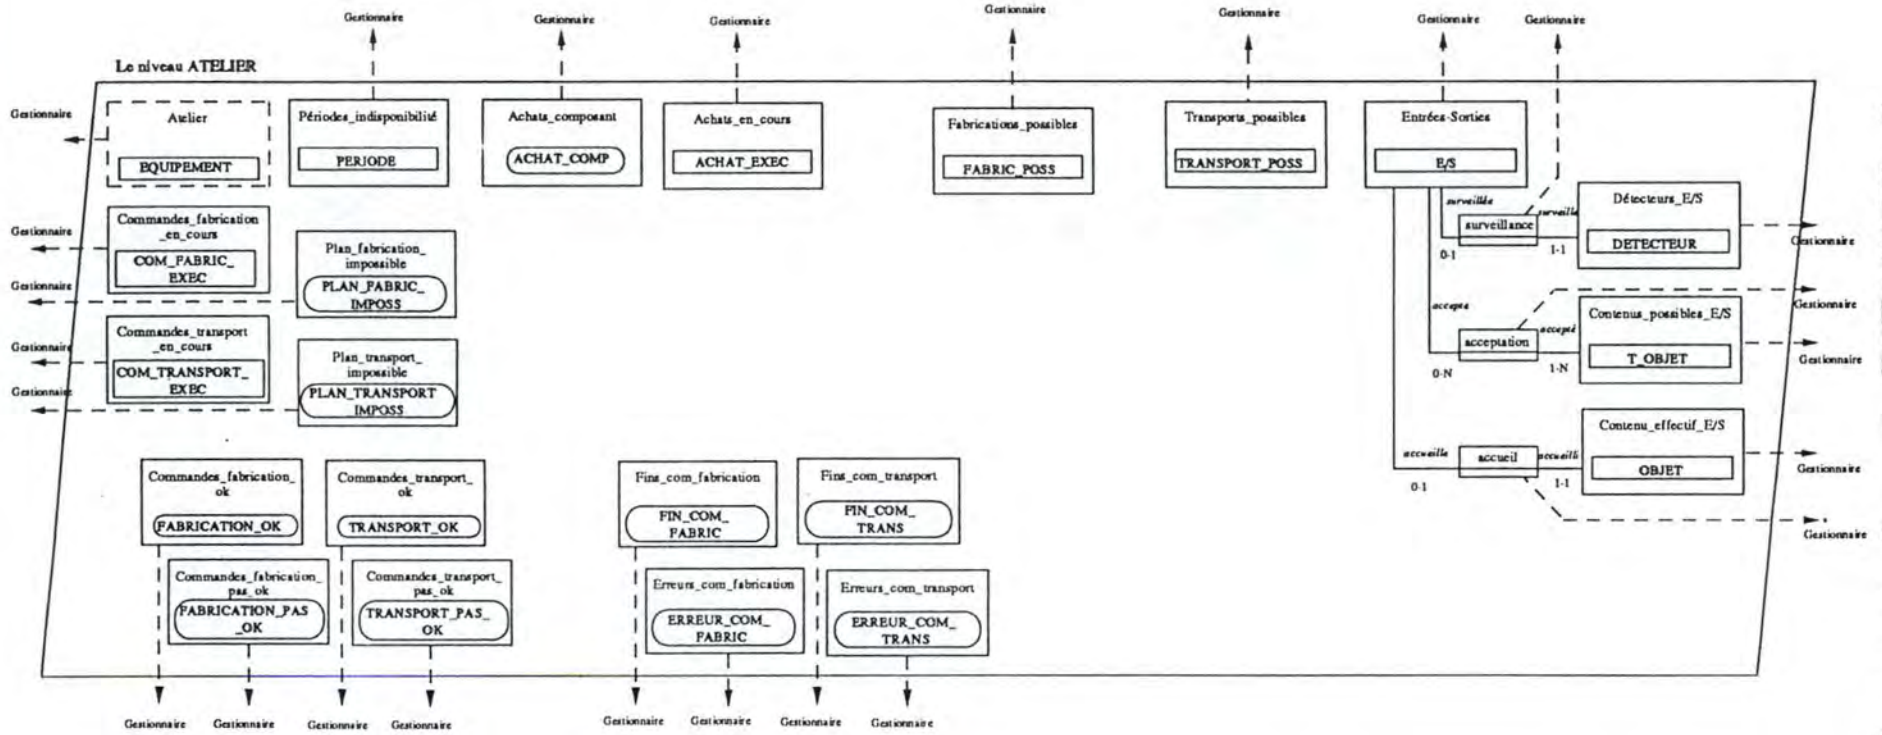 Gestionnaire
Gestionnaire
Gestionnaire
Gestionnaire
Gestionnaire
Gestionnaire
Gestionnaire
Le niveau ATELIER
Gestionnaire
Atelier
EQUIPEMENT
Périodes_indisponibilité
PERIODE
Achats_composant
ACHAT_COMP
Achats_en_cours
ACHAT_EXEC
Fabrications_possibles
FABRIC_POSS
Transports_possibles
TRANSPORT_POSS
Entrées-Sorties
E/S
surveillée
surveillance
surveille
0-1
1-1
Détecteurs_E/S
DETECTEUR
Gestionnaire
Gestionnaire
Commandes_fabrication
_en_cours
COM_FABRIC_
EXEC
Gestionnaire
Plan_fabrication_
impossible
PLAN_FABRIC_
IMPOSS
Gestionnaire
accepte
acceptation
accepté
0-N
1-N
Contenus_possibles_E/S
T_OBJET
Gestionnaire
Gestionnaire
Commandes_transport
_en_cours
COM_TRANSPORT_
EXEC
Gestionnaire
Plan_transport_
impossible
PLAN_TRANSPORT
_IMPOSS
Gestionnaire
accueille
accueil
accueilli
0-1
1-1
Contenu_effectif_E/S
OBJET
Gestionnaire
Gestionnaire
Commandes_fabrication_
ok
FABRICATION_OK
Commandes_transport_
ok
TRANSPORT_OK
Fins_com_fabrication
FIN_COM_
FABRIC
Fins_com_transport
FIN_COM_
TRANS
Commandes_fabrication_
pas_ok
FABRICATION_PAS
_OK
Commandes_transport_
pas_ok
TRANSPORT_PAS_
OK
Erreurs_com_fabrication
ERREUR_COM_
FABRIC
Erreurs_com_transport
ERREUR_COM_
TRANS
Gestionnaire
Gestionnaire
Gestionnaire
Gestionnaire
Gestionnaire
Gestionnaire
Gestionnaire
Gestionnaire